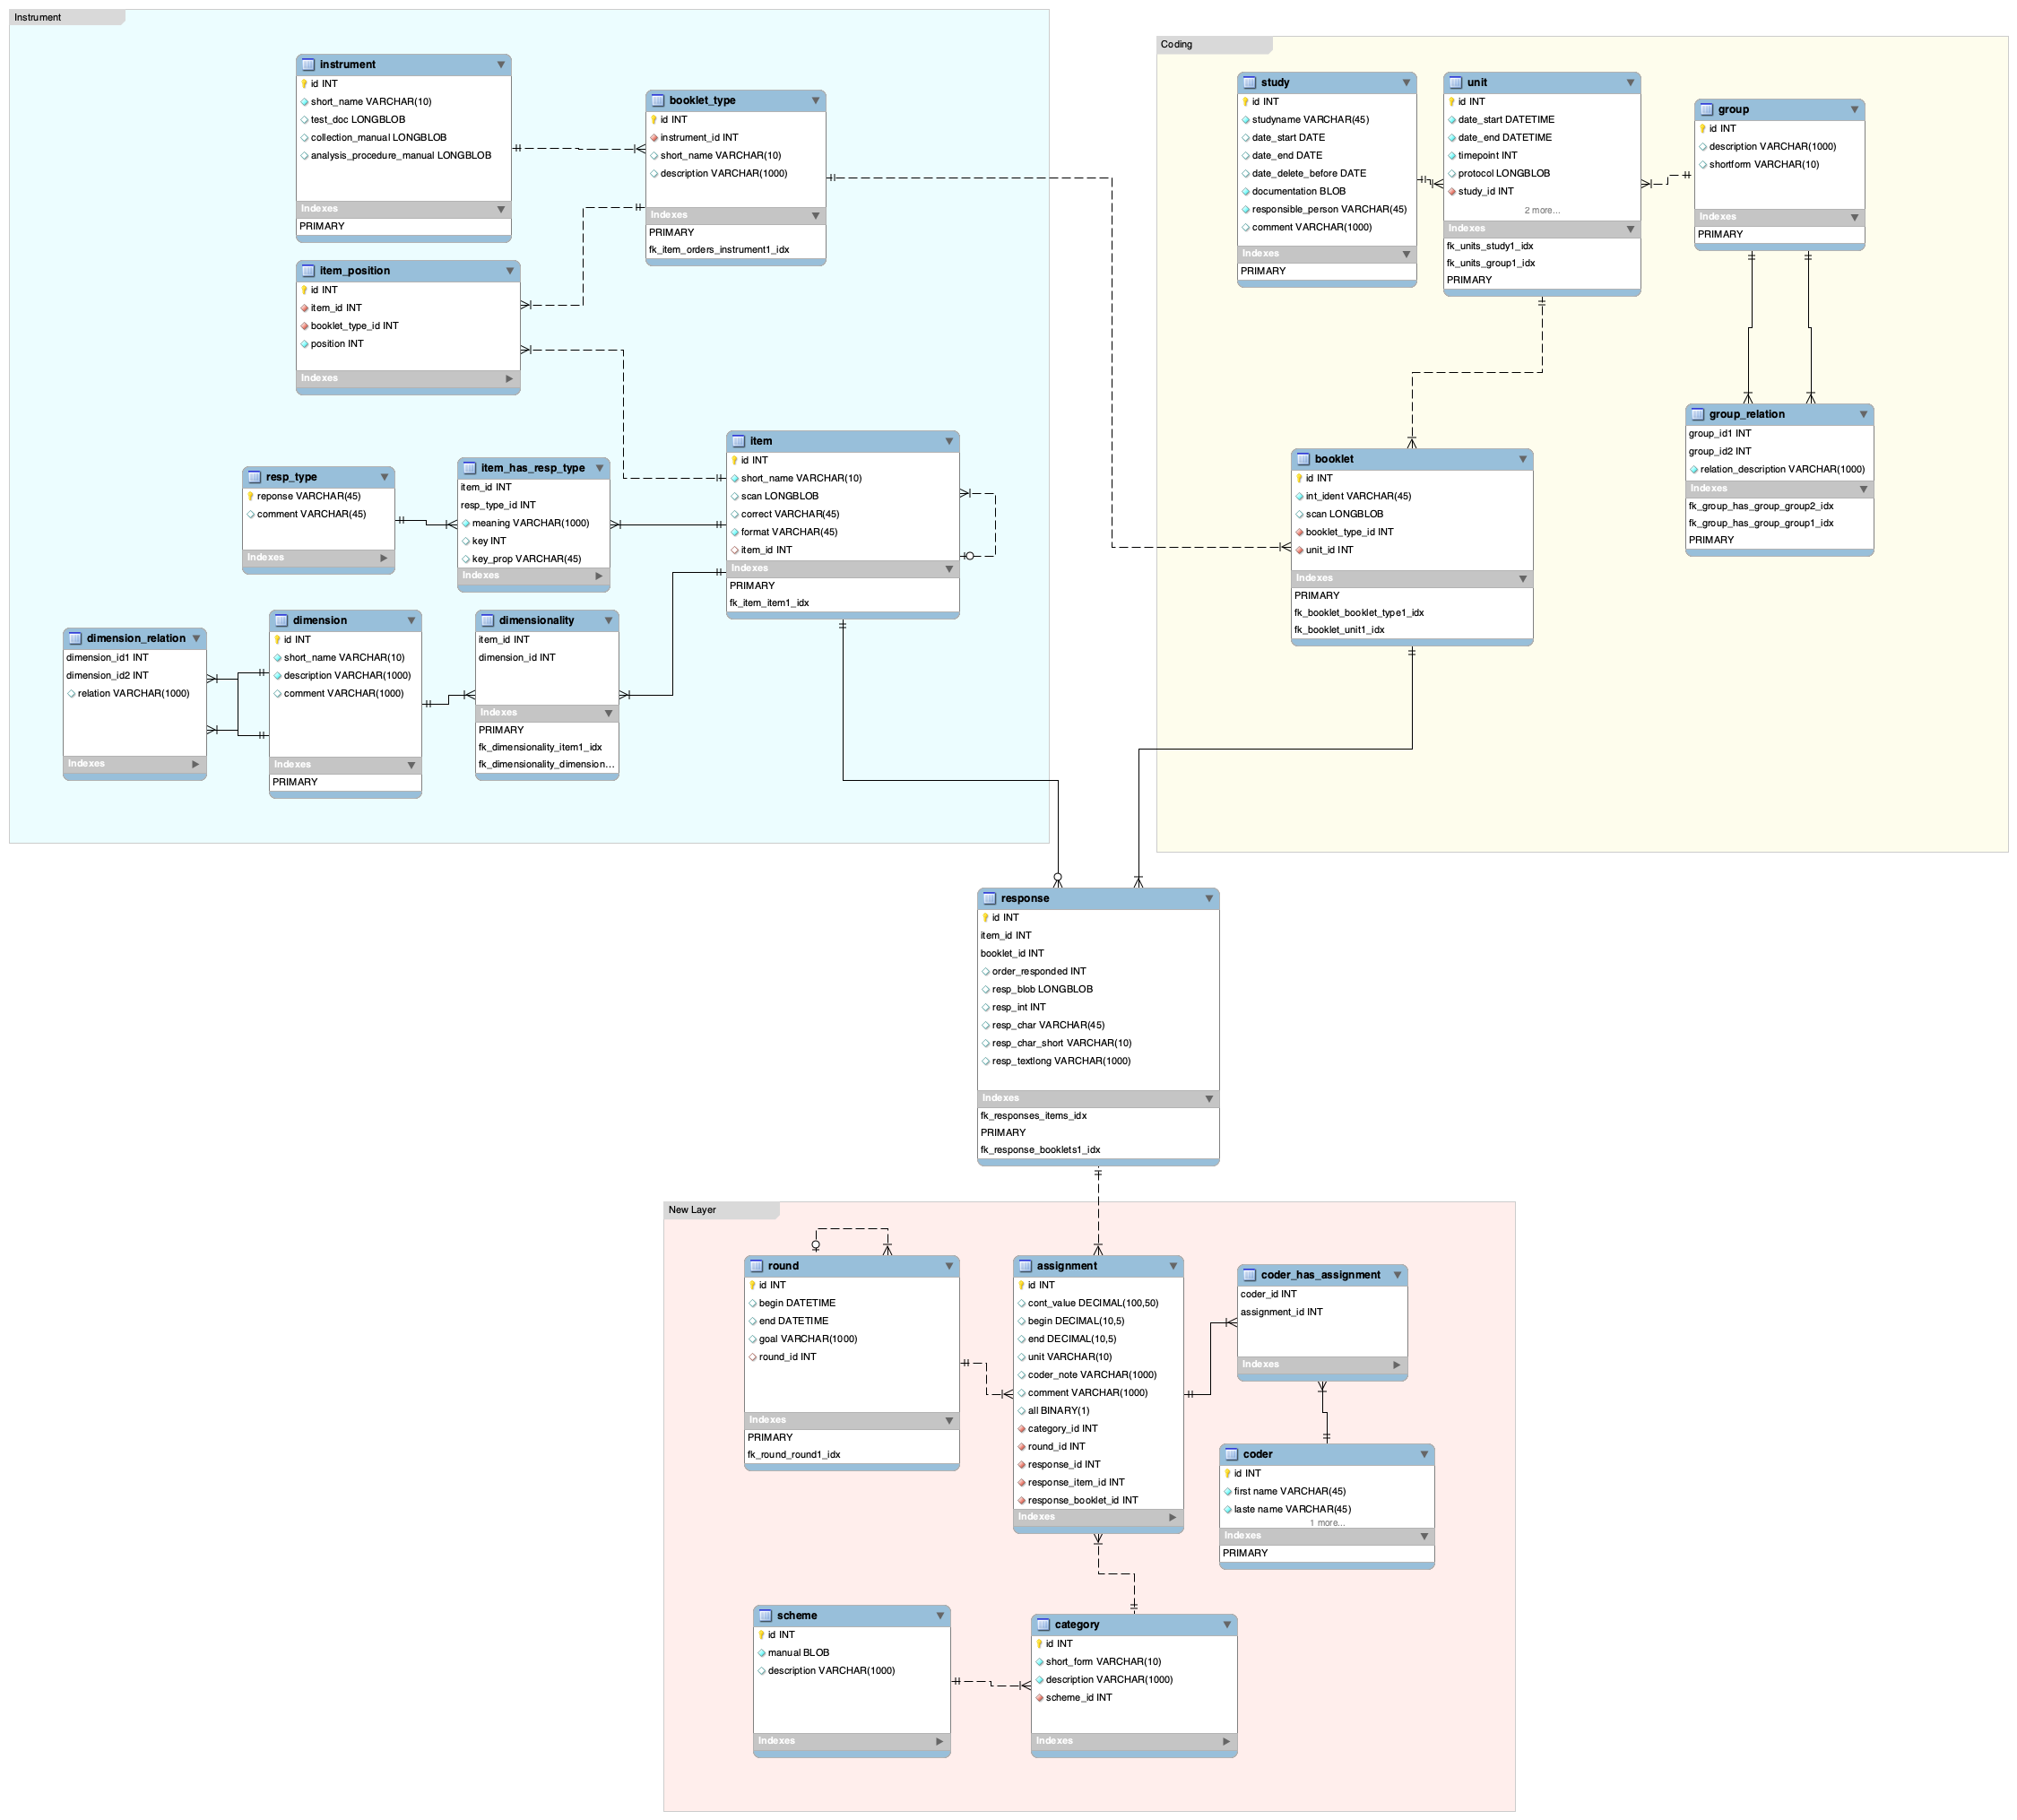 Instrument
instrument
id INT
short_name VARCHAR(10)
test_doc LONGBLOB
collection_manual LONGBLOB
analysis_procedure_manual LONGBLOB
Indexes
PRIMARY
booklet_type
id INT
instrument_id INT
short_name VARCHAR(10)
description VARCHAR(1000)
Indexes
PRIMARY
fk_item_orders_instrument1_idx
item_position
id INT
item_id INT
booklet_type_id INT
position INT
Indexes
item
id INT
short_name VARCHAR(10)
scan LONGBLOB
correct VARCHAR(45)
format VARCHAR(45)
item_id INT
Indexes
PRIMARY
fk_item_item1_idx
resp_type
reponse VARCHAR(45)
comment VARCHAR(45)
Indexes
item_has_resp_type
item_id INT
resp_type_id INT
meaning VARCHAR(1000)
key INT
key_prop VARCHAR(45)
Indexes
dimension_relation
dimension_id1 INT
dimension_id2 INT
relation VARCHAR(1000)
Indexes
dimension
id INT
short_name VARCHAR(10)
description VARCHAR(1000)
comment VARCHAR(1000)
Indexes
PRIMARY
dimensionality
item_id INT
dimension_id INT
Indexes
PRIMARY
fk_dimensionality_item1_idx
fk_dimensionality_dimension...
Coding
study
id INT
studyname VARCHAR(45)
date_start DATE
date_end DATE
date_delete_before DATE
documentation BLOB
responsible_person VARCHAR(45)
comment VARCHAR(1000)
Indexes
PRIMARY
unit
id INT
date_start DATETIME
date_end DATETIME
timepoint INT
protocol LONGBLOB
study_id INT
2 more...
Indexes
fk_units_study1_idx
fk_units_group1_idx
PRIMARY
group
id INT
description VARCHAR(1000)
shortform VARCHAR(10)
Indexes
PRIMARY
group_relation
group_id1 INT
group_id2 INT
relation_description VARCHAR(1000)
Indexes
fk_group_has_group_group2_idx
fk_group_has_group_group1_idx
PRIMARY
booklet
id INT
int_ident VARCHAR(45)
scan LONGBLOB
booklet_type_id INT
unit_id INT
Indexes
PRIMARY
fk_booklet_booklet_type1_idx
fk_booklet_unit1_idx
response
id INT
item_id INT
booklet_id INT
order_responded INT
resp_blob LONGBLOB
resp_int INT
resp_char VARCHAR(45)
resp_char_short VARCHAR(10)
resp_textlong VARCHAR(1000)
Indexes
fk_responses_items_idx
PRIMARY
fk_response_booklets1_idx
New Layer
round
id INT
begin DATETIME
end DATETIME
goal VARCHAR(1000)
round_id INT
Indexes
PRIMARY
fk_round_round1_idx
assignment
id INT
cont_value DECIMAL(100,50)
begin DECIMAL(10,5)
end DECIMAL(10,5)
unit VARCHAR(10)
coder_note VARCHAR(1000)
comment VARCHAR(1000)
all BINARY(1)
category_id INT
round_id INT
response_id INT
response_item_id INT
response_booklet_id INT
Indexes
coder_has_assignment
coder_id INT
assignment_id INT
Indexes
coder
id INT
first name VARCHAR(45)
laste name VARCHAR(45)
1 more...
Indexes
PRIMARY
scheme
id INT
manual BLOB
description VARCHAR(1000)
Indexes
category
id INT
short_form VARCHAR(10)
description VARCHAR(1000)
scheme_id INT
Indexes